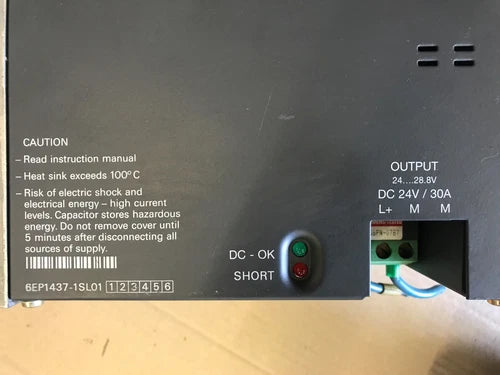 CAUTION
– Read instruction manual
– Heat sink exceeds 100° C
– Risk of electric shock and
electrical energy – high current
levels. Capacitor stores hazardous
energy. Do not remove cover until
5 minutes after disconnecting all
sources of supply.
6EP1437-1SL01 1 2 3 4 5 6
DC - OK
SHORT
OUTPUT
24....28.8V
DC 24V / 30A
L+ M M